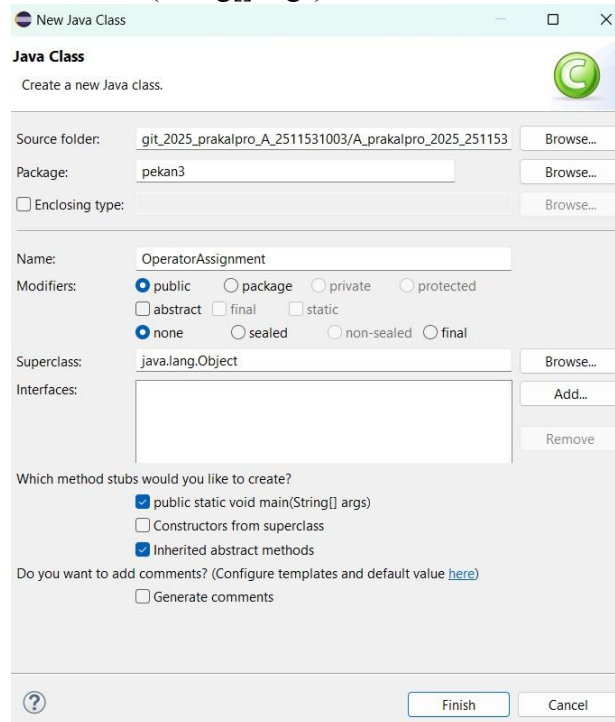 New Java Class
Java Class
Create a new Java class.
Source folder: git_2025_prakalpro_A_2511531003/A_prakalpro_2025_251153 Browse...
Package: pekan3 Browse...
Enclosing type: Browse...
Name: OperatorAssignment
Modifiers: public package private protected
abstract final static
none sealed non-sealed final
Superclass: java.lang.Object Browse...
Interfaces: Add...
Remove
Which method stubs would you like to create?
public static void main(String[] args)
Constructors from superclass
Inherited abstract methods
Do you want to add comments? (Configure templates and default value here)
Generate comments
? Finish Cancel